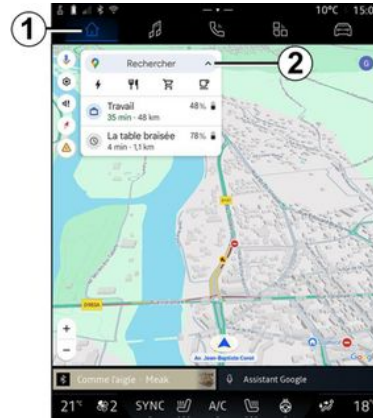 10°C 15:0
1
2
Rechercher
G
Travail 48%
35 min - 48 km
La table braisée 78%
4 min - 1,1 km
+
−
Av. Jean-Baptiste Corot
Comme l'aigle - Meak
Assistant Google
21° 2 SYNC A/C 18°